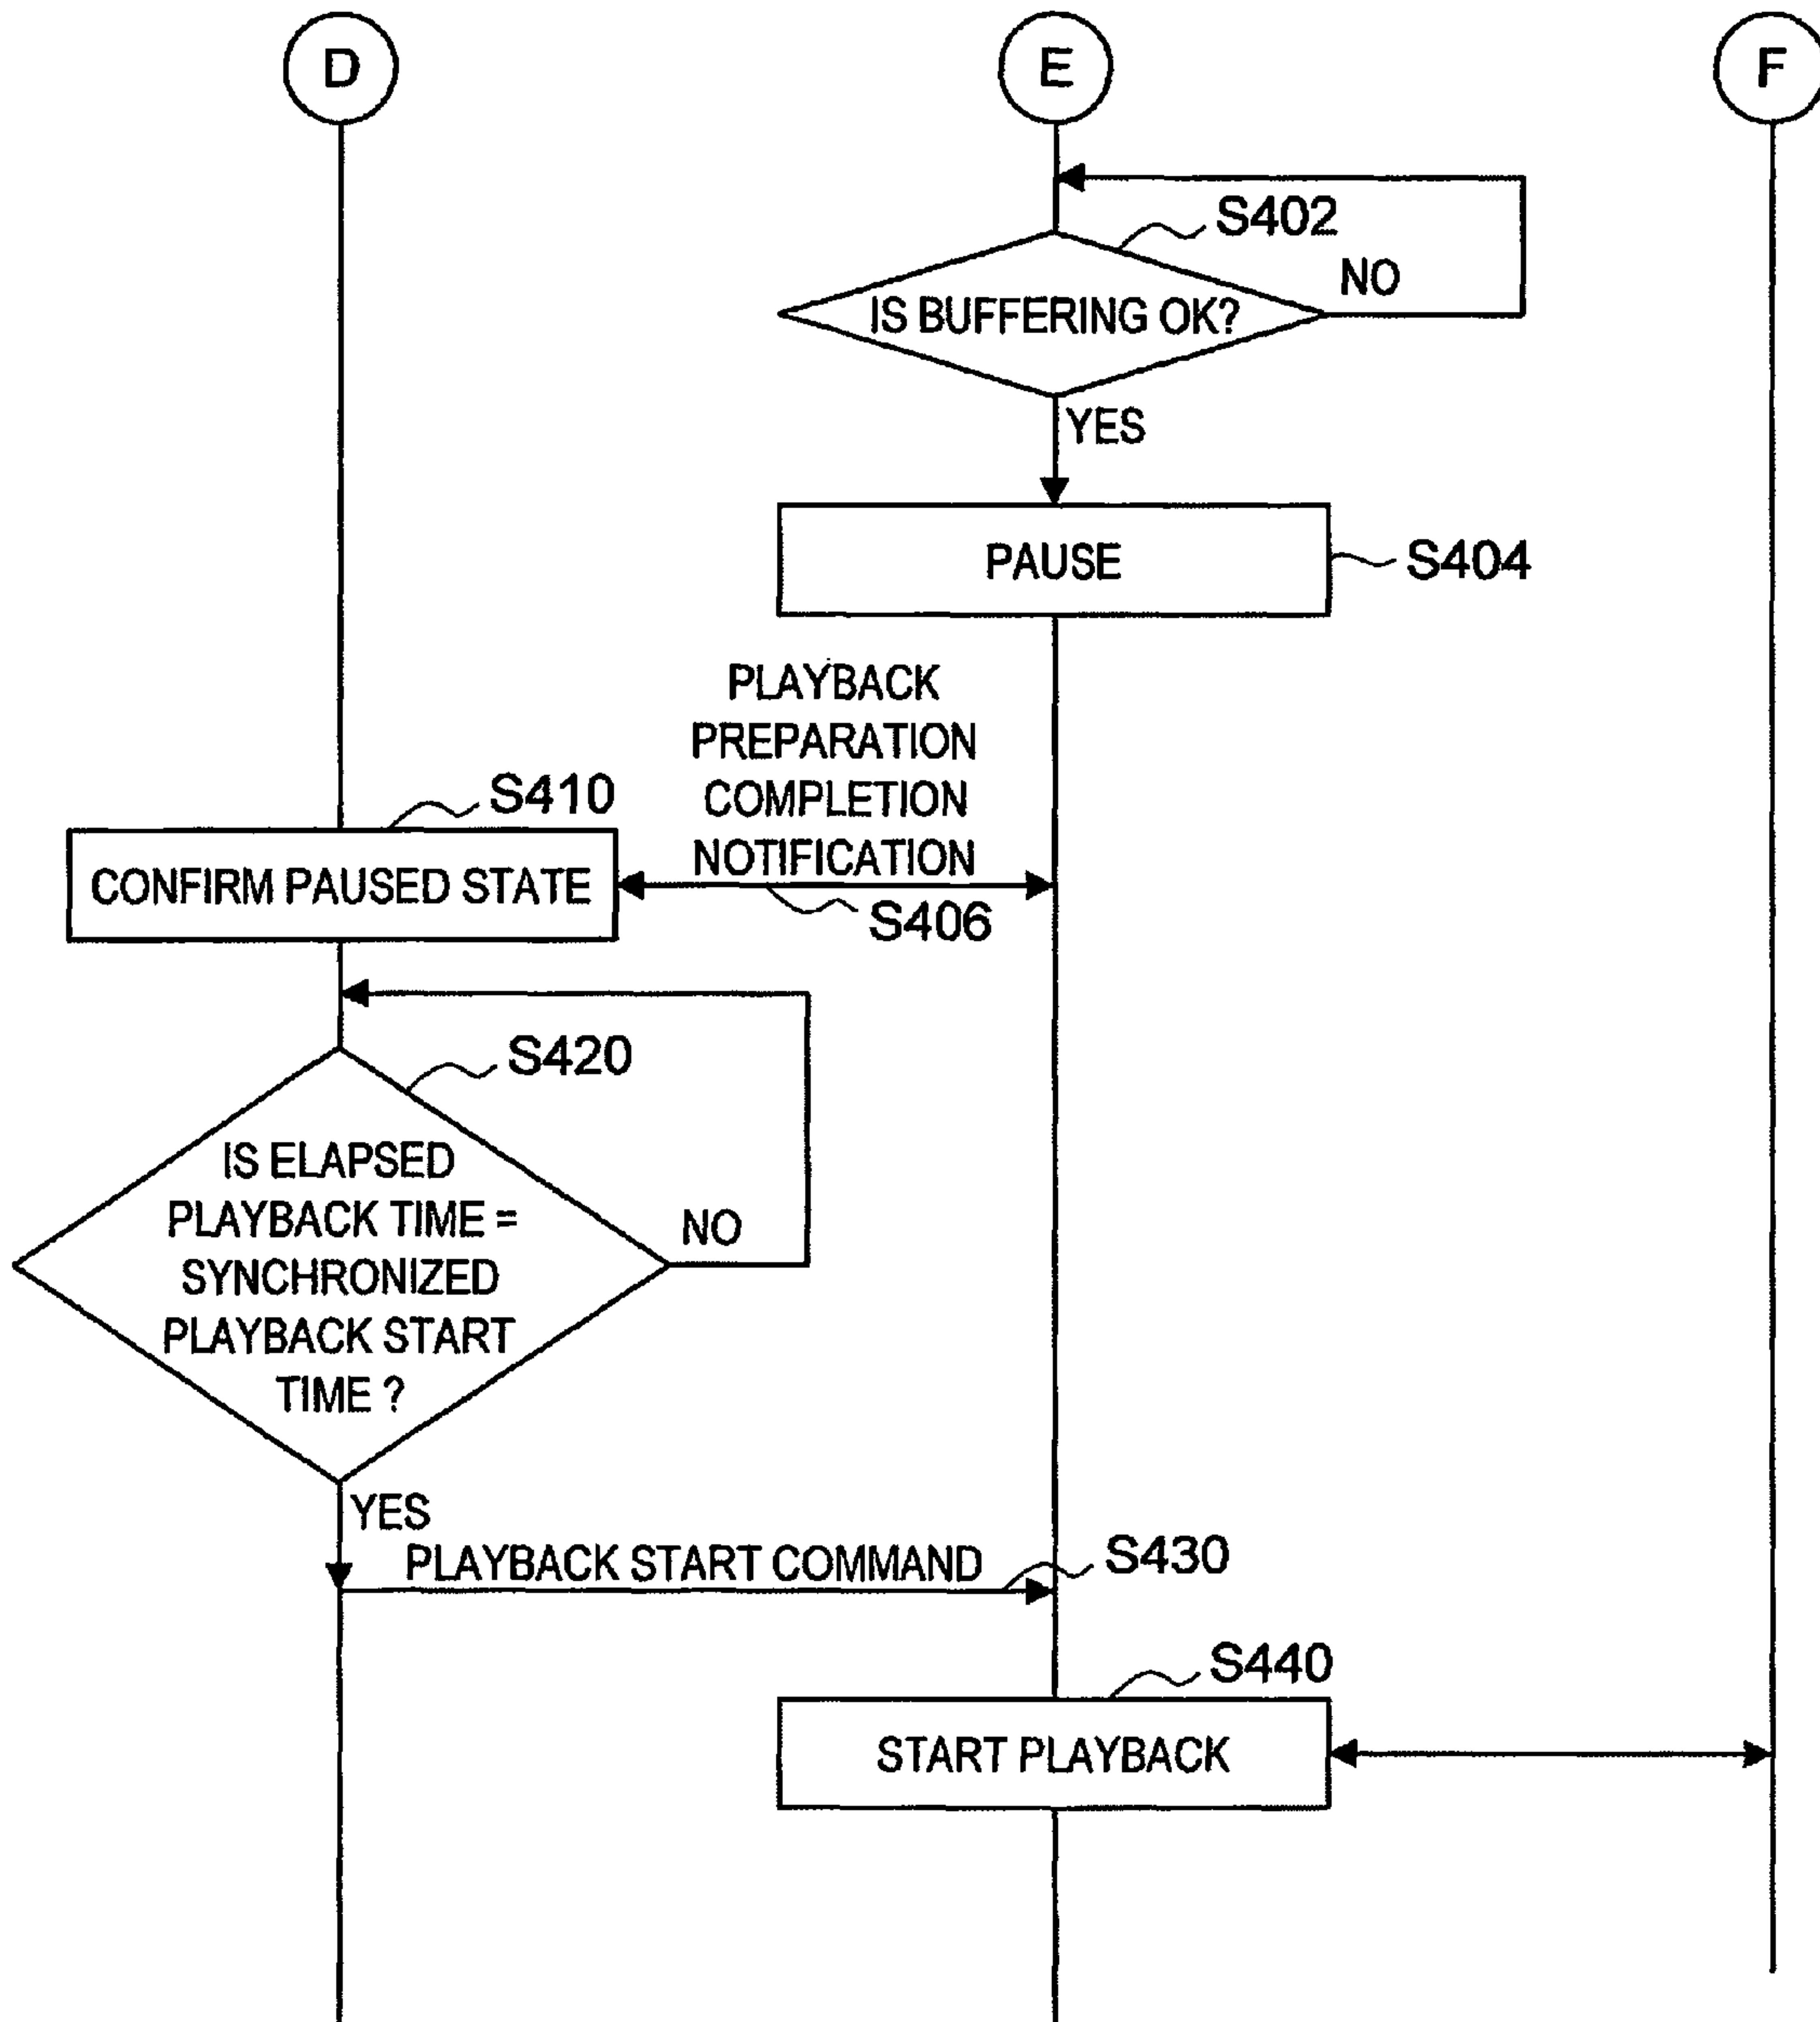 D
E
F
S402
IS BUFFERING OK?
NO
YES
PAUSE
S404
PLAYBACK
PREPARATION
COMPLETION
NOTIFICATION
S410
CONFIRM PAUSED STATE
S406
S420
IS ELAPSED
PLAYBACK TIME =
SYNCHRONIZED
PLAYBACK START
TIME ?
NO
YES
PLAYBACK START COMMAND
S430
S440
START PLAYBACK